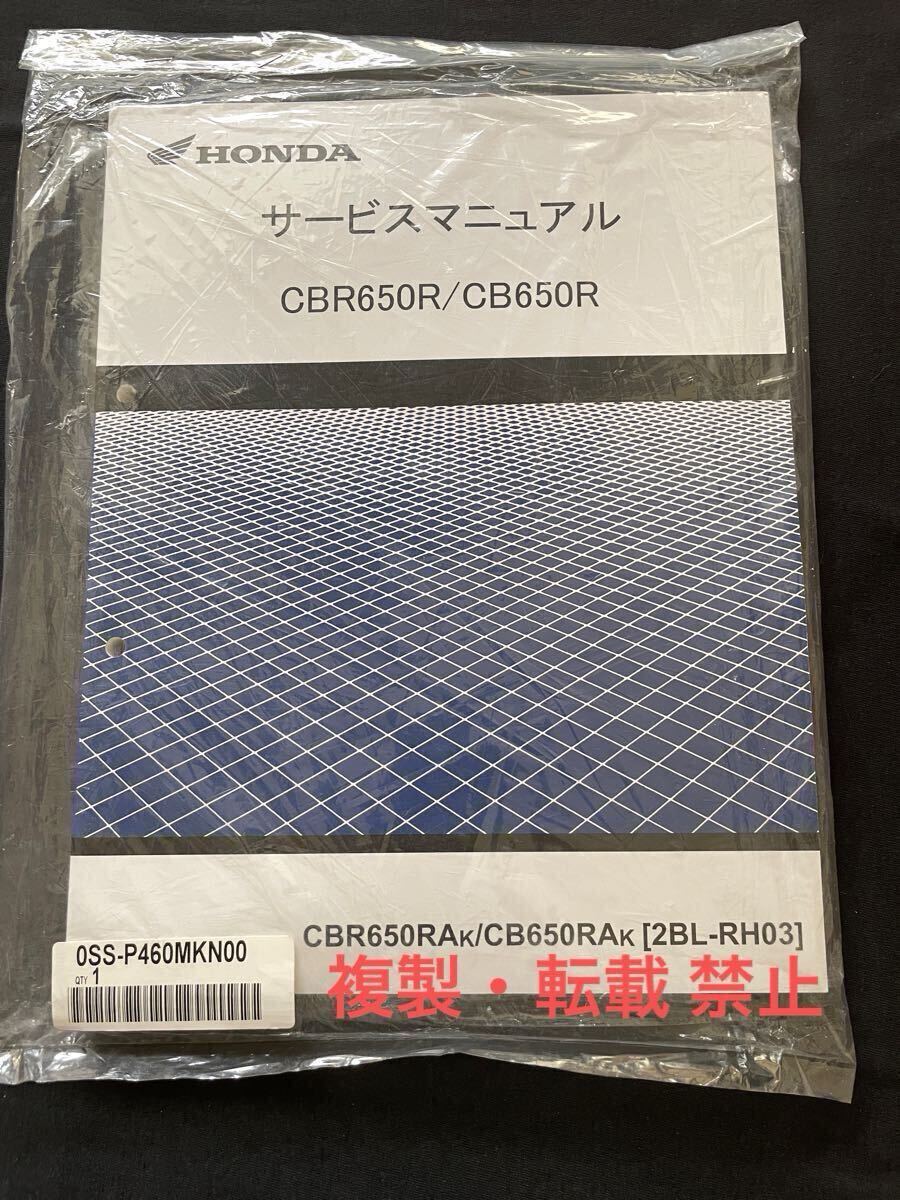 HONDA
サービスマニュアル
CBR650R/CB650R
CBR650RAK/CB650RAK [2BL-RH03]
0SS-P460MKN00
QTY 1
複製・転載 禁止